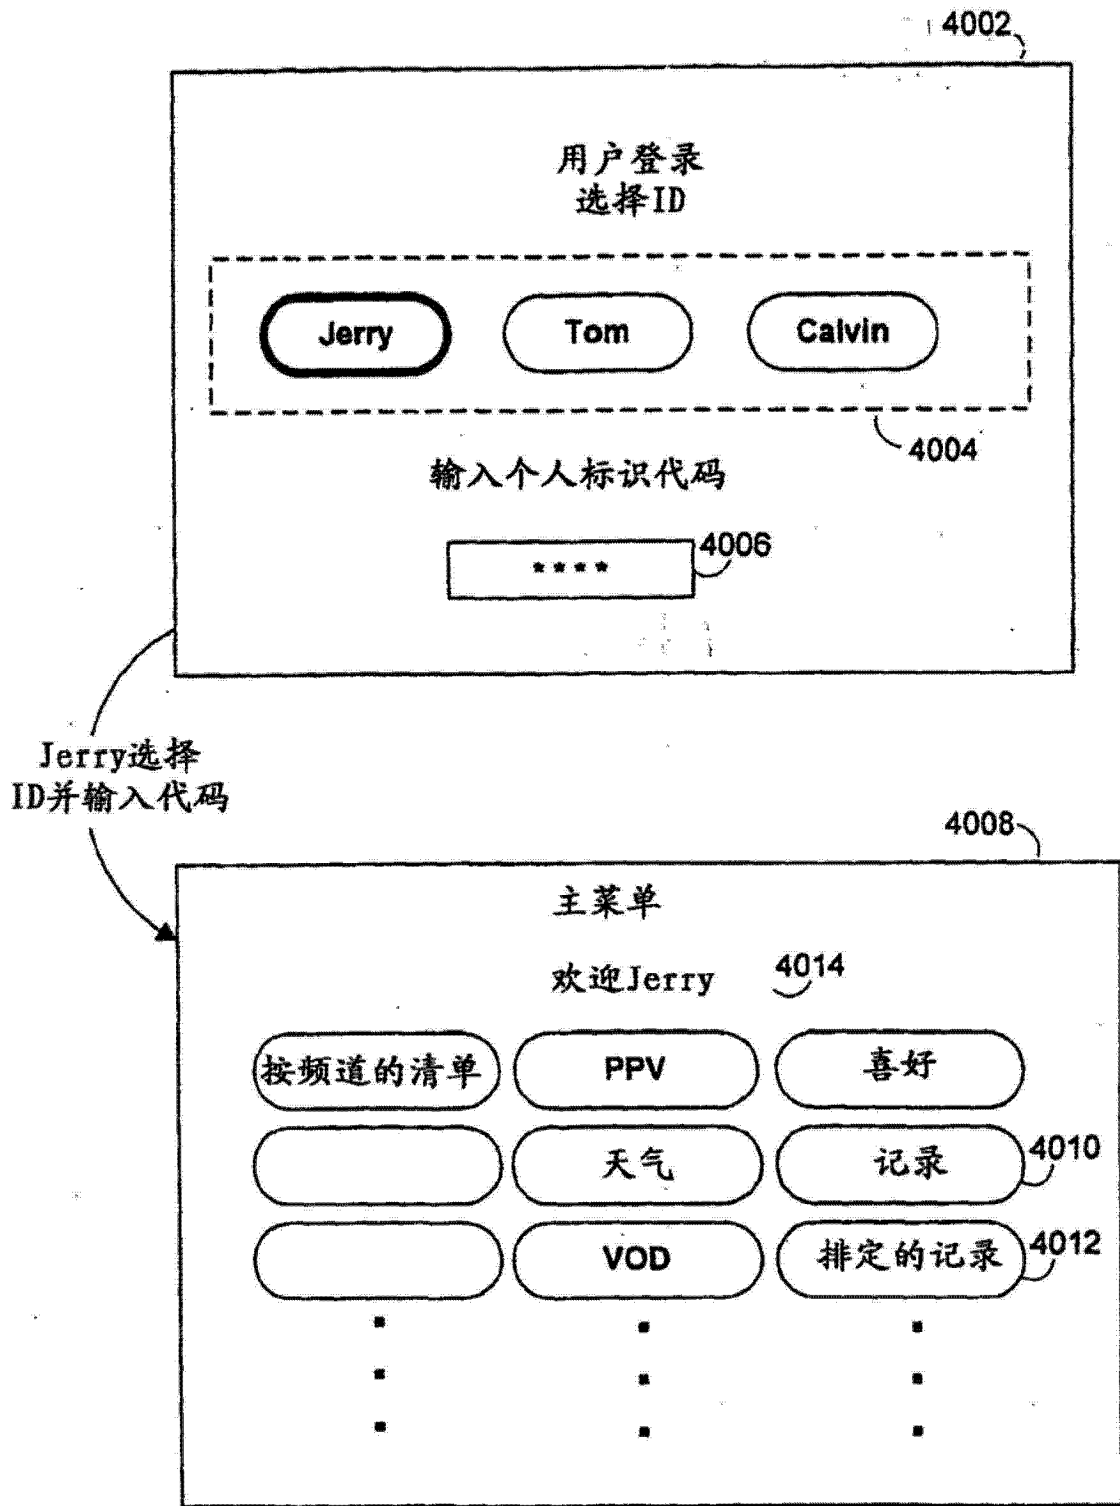 4002
用户登录
选择ID
Jerry Tom Calvin
4004
输入个人标识代码
4006
****
Jerry选择
ID并输入代码
4008
主菜单
欢迎Jerry 4014
按频道的清单 PPV 喜好
天气 记录 4010
VOD 排定的记录 4012